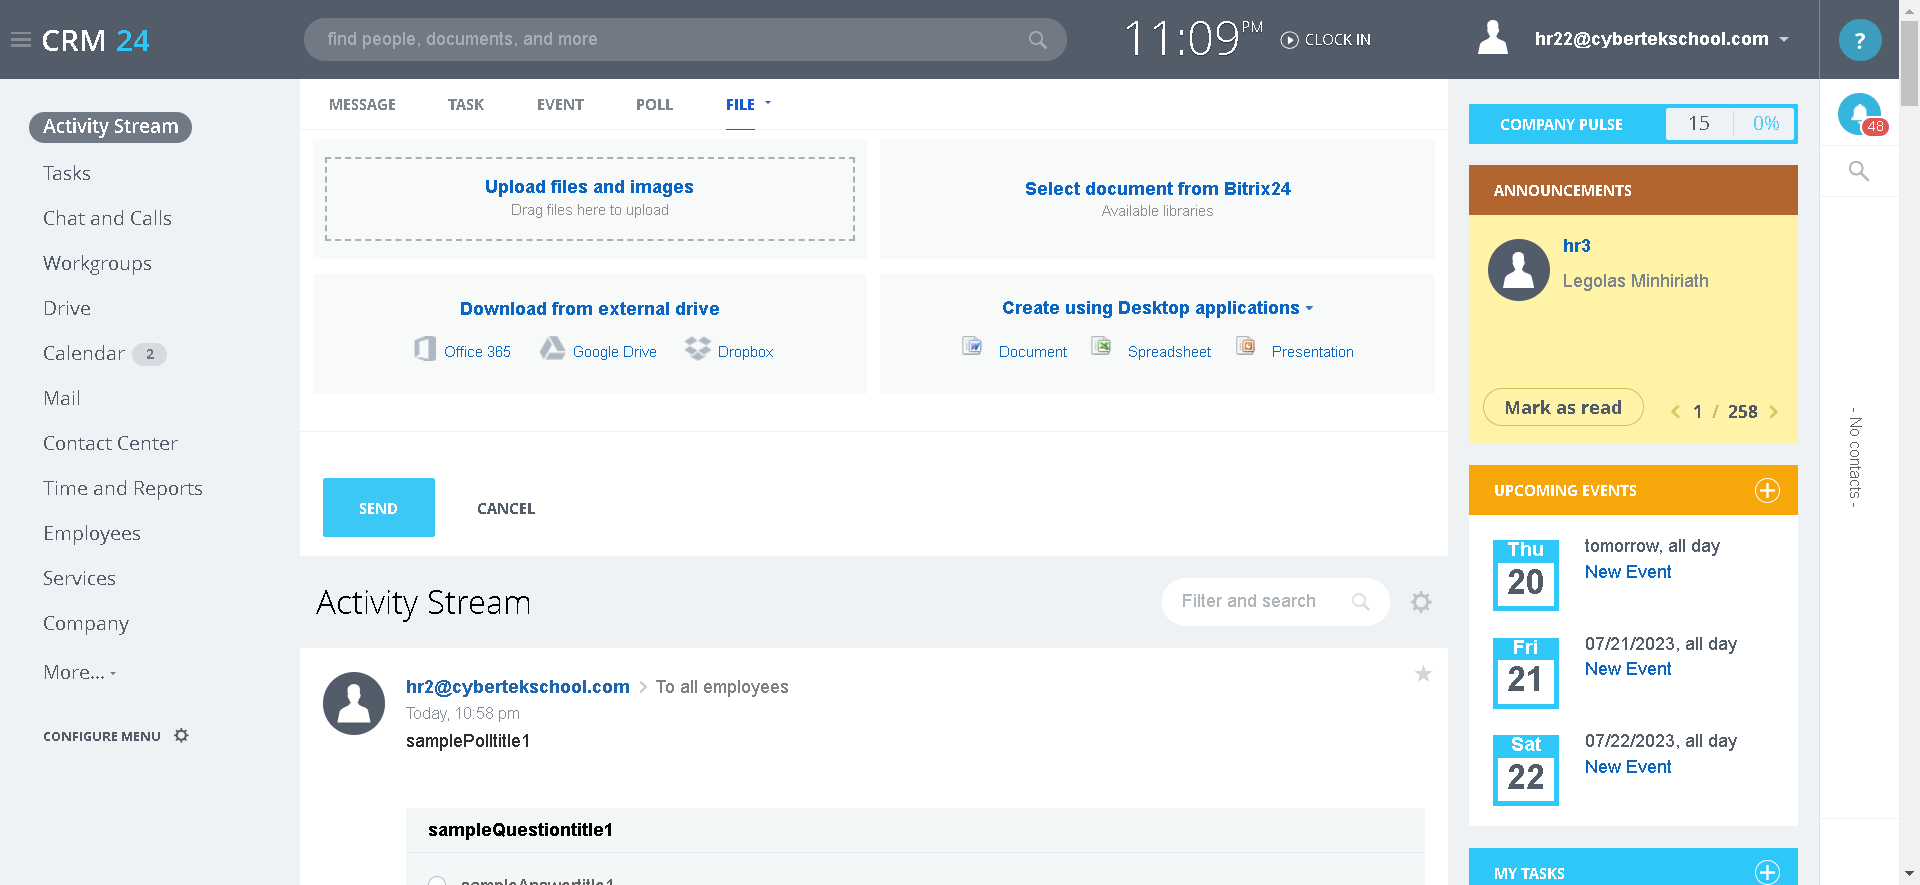 CRM 24
find people, documents, and more
11:09 PM
CLOCK IN
hr22@cybertekschool.com
?
48
Activity Stream
Tasks
Chat and Calls
Workgroups
Drive
Calendar 2
Mail
Contact Center
Time and Reports
Employees
Services
Company
More...
CONFIGURE MENU
MESSAGE TASK EVENT POLL FILE
Upload files and images
Drag files here to upload
Select document from Bitrix24
Available libraries
Download from external drive
Office 365 Google Drive Dropbox
Create using Desktop applications
Document Spreadsheet Presentation
SEND CANCEL
Activity Stream
Filter and search
hr2@cybertekschool.com To all employees
Today, 10:58 pm
samplePolltitle1
sampleQuestiontitle1
sampleAnswertitle1
COMPANY PULSE 15 0%
ANNOUNCEMENTS
hr3
Legolas Minhiriath
Mark as read
1 / 258
UPCOMING EVENTS
Thu
20
tomorrow, all day
New Event
Fri
21
07/21/2023, all day
New Event
Sat
22
07/22/2023, all day
New Event
MY TASKS
- No contacts -